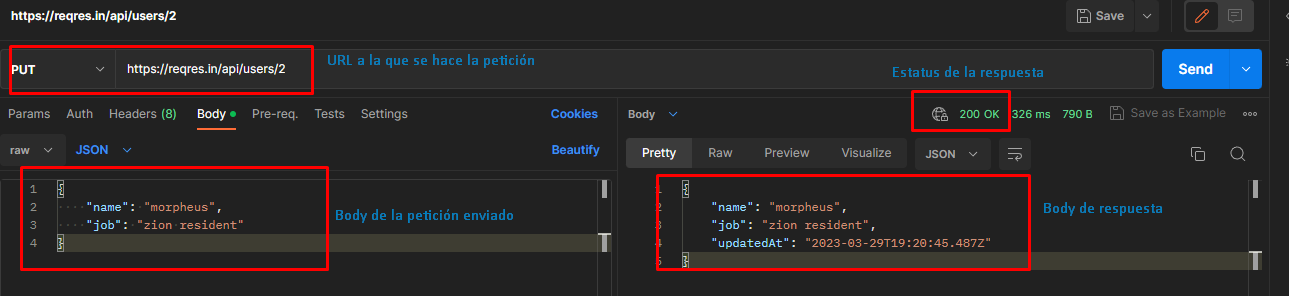 https://reqres.in/api/users/2
Save
PUT
https://reqres.in/api/users/2
URL a la que se hace la petición
Estatus de la respuesta
Send
Params
Auth
Headers (8)
Body
Pre-req.
Tests
Settings
Cookies
Body
200 OK
326 ms
790 B
Save as Example
raw
JSON
Beautify
Pretty
Raw
Preview
Visualize
JSON
1 {
2 "name": "morpheus",
3 "job": "zion resident"
4 }
Body de la petición enviado
1 {
2 "name": "morpheus",
3 "job": "zion resident",
4 "updatedAt": "2023-03-29T19:20:45.487Z"
5 }
Body de respuesta